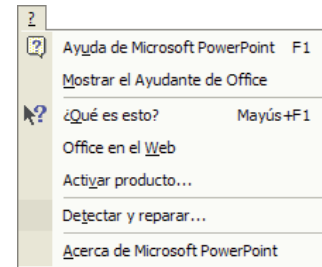 ?
Ayuda de Microsoft PowerPoint F1
Mostrar el Ayudante de Office
¿Qué es esto? Mayús+F1
Office en el Web
Activar producto...
Detectar y reparar...
Acerca de Microsoft PowerPoint